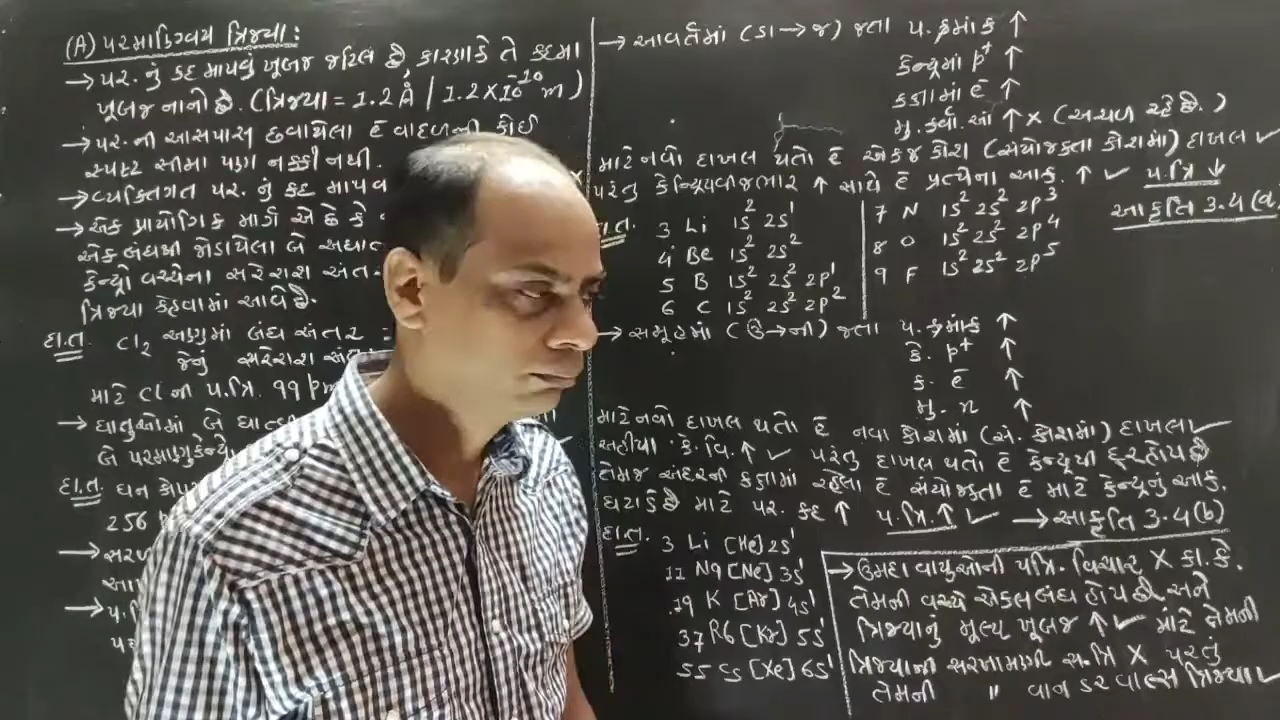 (A) પરમાણ્વિય ત્રિજ્યા :
→ પર. નું કદ માપવું ખૂબજ જટિલ છે કારણકે તે કદમા
ખૂબજ નાનો છે. (ત્રિજ્યા = 1.2 Å / 1.2×10⁻¹⁰ m)
→ પર. ની આસપાસ છવાયેલા ē વાદળની કોઈ
સ્પષ્ટ સીમા પણ નક્કી નથી.
→ વ્યક્તિગત પર. નું કદ માપવ
→ એક પ્રાયોગિક માર્ગ એ છે કે
એક બંધથી જોડાયેલા બે અધાત
કેન્દ્રો વચ્ચેના સરેરાશ અંત
ત્રિજ્યા કહેવામાં આવે છે.
દા.ત. Cl₂ અણુમાં બંધ અંતર =
જેનું સરેરાશ અંત
માટે Cl ની પ.ત્રિ. 99 pm
→ ધાતુઓમાં બે ધા
બે પરમાણુકેન્દ્રો
દા.ત. ઘન કોપ
256
→ સરખ
આ
→ પ.
પર
→ આવર્તમાં (ડા → જ) જતા પ. ક્રમાંક ↑
કેન્દ્રમાં p⁺ ↑
કક્ષામાં ē ↑
મુ. ક્વો. આં ↑ × (અચળ રહે છે.)
માટે નવો દાખલ થતો ē એકજ કોશ (સંયોજકતા કોશમાં) દાખલ ✓
પરંતુ કેન્દ્રિયવીજભાર ↑ સાથે ē પ્રત્યેના આક. ↑ ✓ પ.ત્રિ ↓
આકૃતિ 3.4 (a
.ત. 3 Li 1s² 2s¹
4 Be 1s² 2s²
5 B 1s² 2s² 2p¹
6 C 1s² 2s² 2p²
7 N 1s² 2s² 2p³
8 O 1s² 2s² 2p⁴
9 F 1s² 2s² 2p⁵
→ સમૂહમાં (ઉ → ની) જતા પ. ક્રમાંક ↑
કે. p⁺ ↑
ક. ē ↑
મુ. n ↑
માટે નવો દાખલ થતો ē નવા કોશમાં (સં. કોશમાં) દાખલ ✓
અહીયા કે. વિ. ↑ ✓ પરંતુ દાખલ થતો ē કેન્દ્રથી દૂર હોય છે
તેમજ અંદરની કક્ષામાં રહેલા ē સંયોજકતા ē માટે કેન્દ્રનું આક.
ઘટાડે છે માટે પર. કદ ↑ પ.ત્રિ. ↑ ✓ → આકૃતિ 3.4 (b)
દા.ત. 3 Li [He] 2s¹
11 Na [Ne] 3s¹
19 K [Ar] 4s¹
37 Rb [Kr] 5s¹
55 Cs [Xe] 6s¹
→ ઉમદા વાયુઓની પ.ત્રિ. વિચાર × કા. કે.
તેમની વચ્ચે એકલ બંધ હોય છે અને
ત્રિજ્યાનું મૂલ્ય ખૂબજ ↑ ✓ માટે તેમની
ત્રિજ્યાની સરખામણી સ. ત્રિ × પરંતુ
તેમની " વાન ડર વાલ્સ ત્રિજ્યા ✓